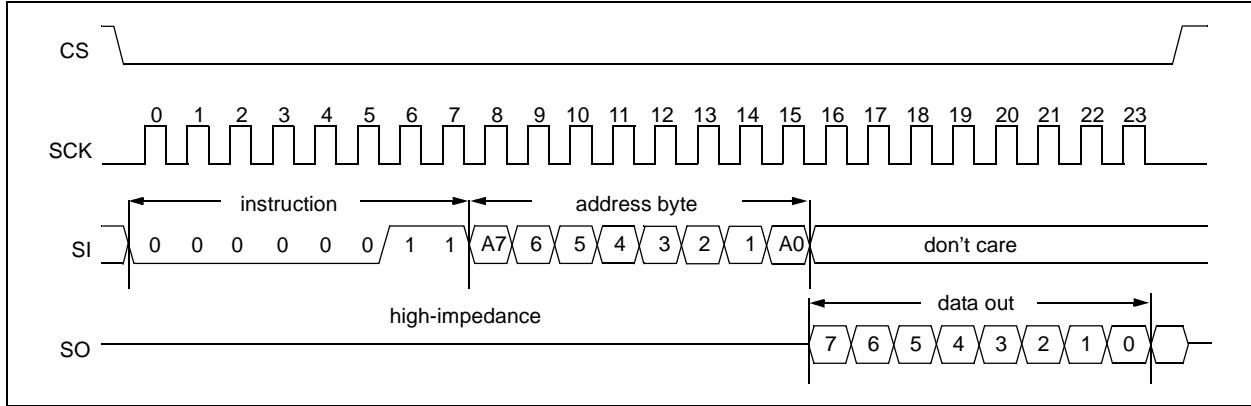 CS
0 1 2 3 4 5 6 7 8 9 10 11 12 13 14 15 16 17 18 19 20 21 22 23
SCK
instruction address byte
SI 0 0 0 0 0 0 1 1 A7 6 5 4 3 2 1 A0 don't care
high-impedance data out
SO 7 6 5 4 3 2 1 0